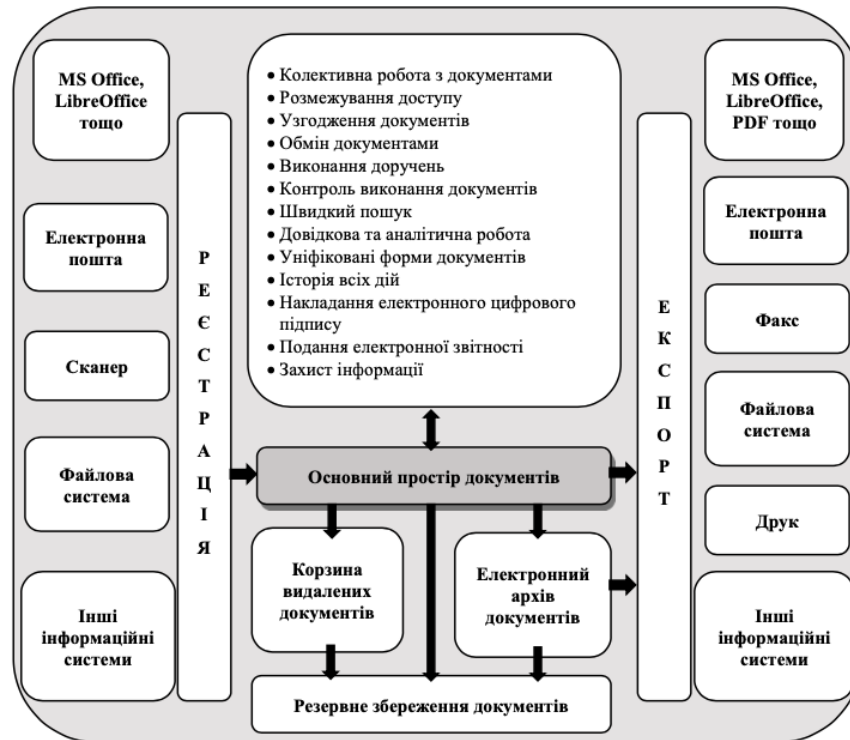 MS Office,
LibreOffice
тощо
Електронна
пошта
Сканер
Файлова
система
Інші
інформаційні
системи
Р
Е
Є
С
Т
Р
А
Ц
І
Я
• Колективна робота з документами
• Розмежування доступу
• Узгодження документів
• Обмін документами
• Виконання доручень
• Контроль виконання документів
• Швидкий пошук
• Довідкова та аналітична робота
• Уніфіковані форми документів
• Історія всіх дій
• Накладання електронного цифрового
підпису
• Подання електронної звітності
• Захист інформації
Основний простір документів
Корзина
видалених
документів
Електронний
архів
документів
Резервне збереження документів
Е
К
С
П
О
Р
Т
MS Office,
LibreOffice,
PDF тощо
Електронна
пошта
Факс
Файлова
система
Друк
Інші
інформаційні
системи